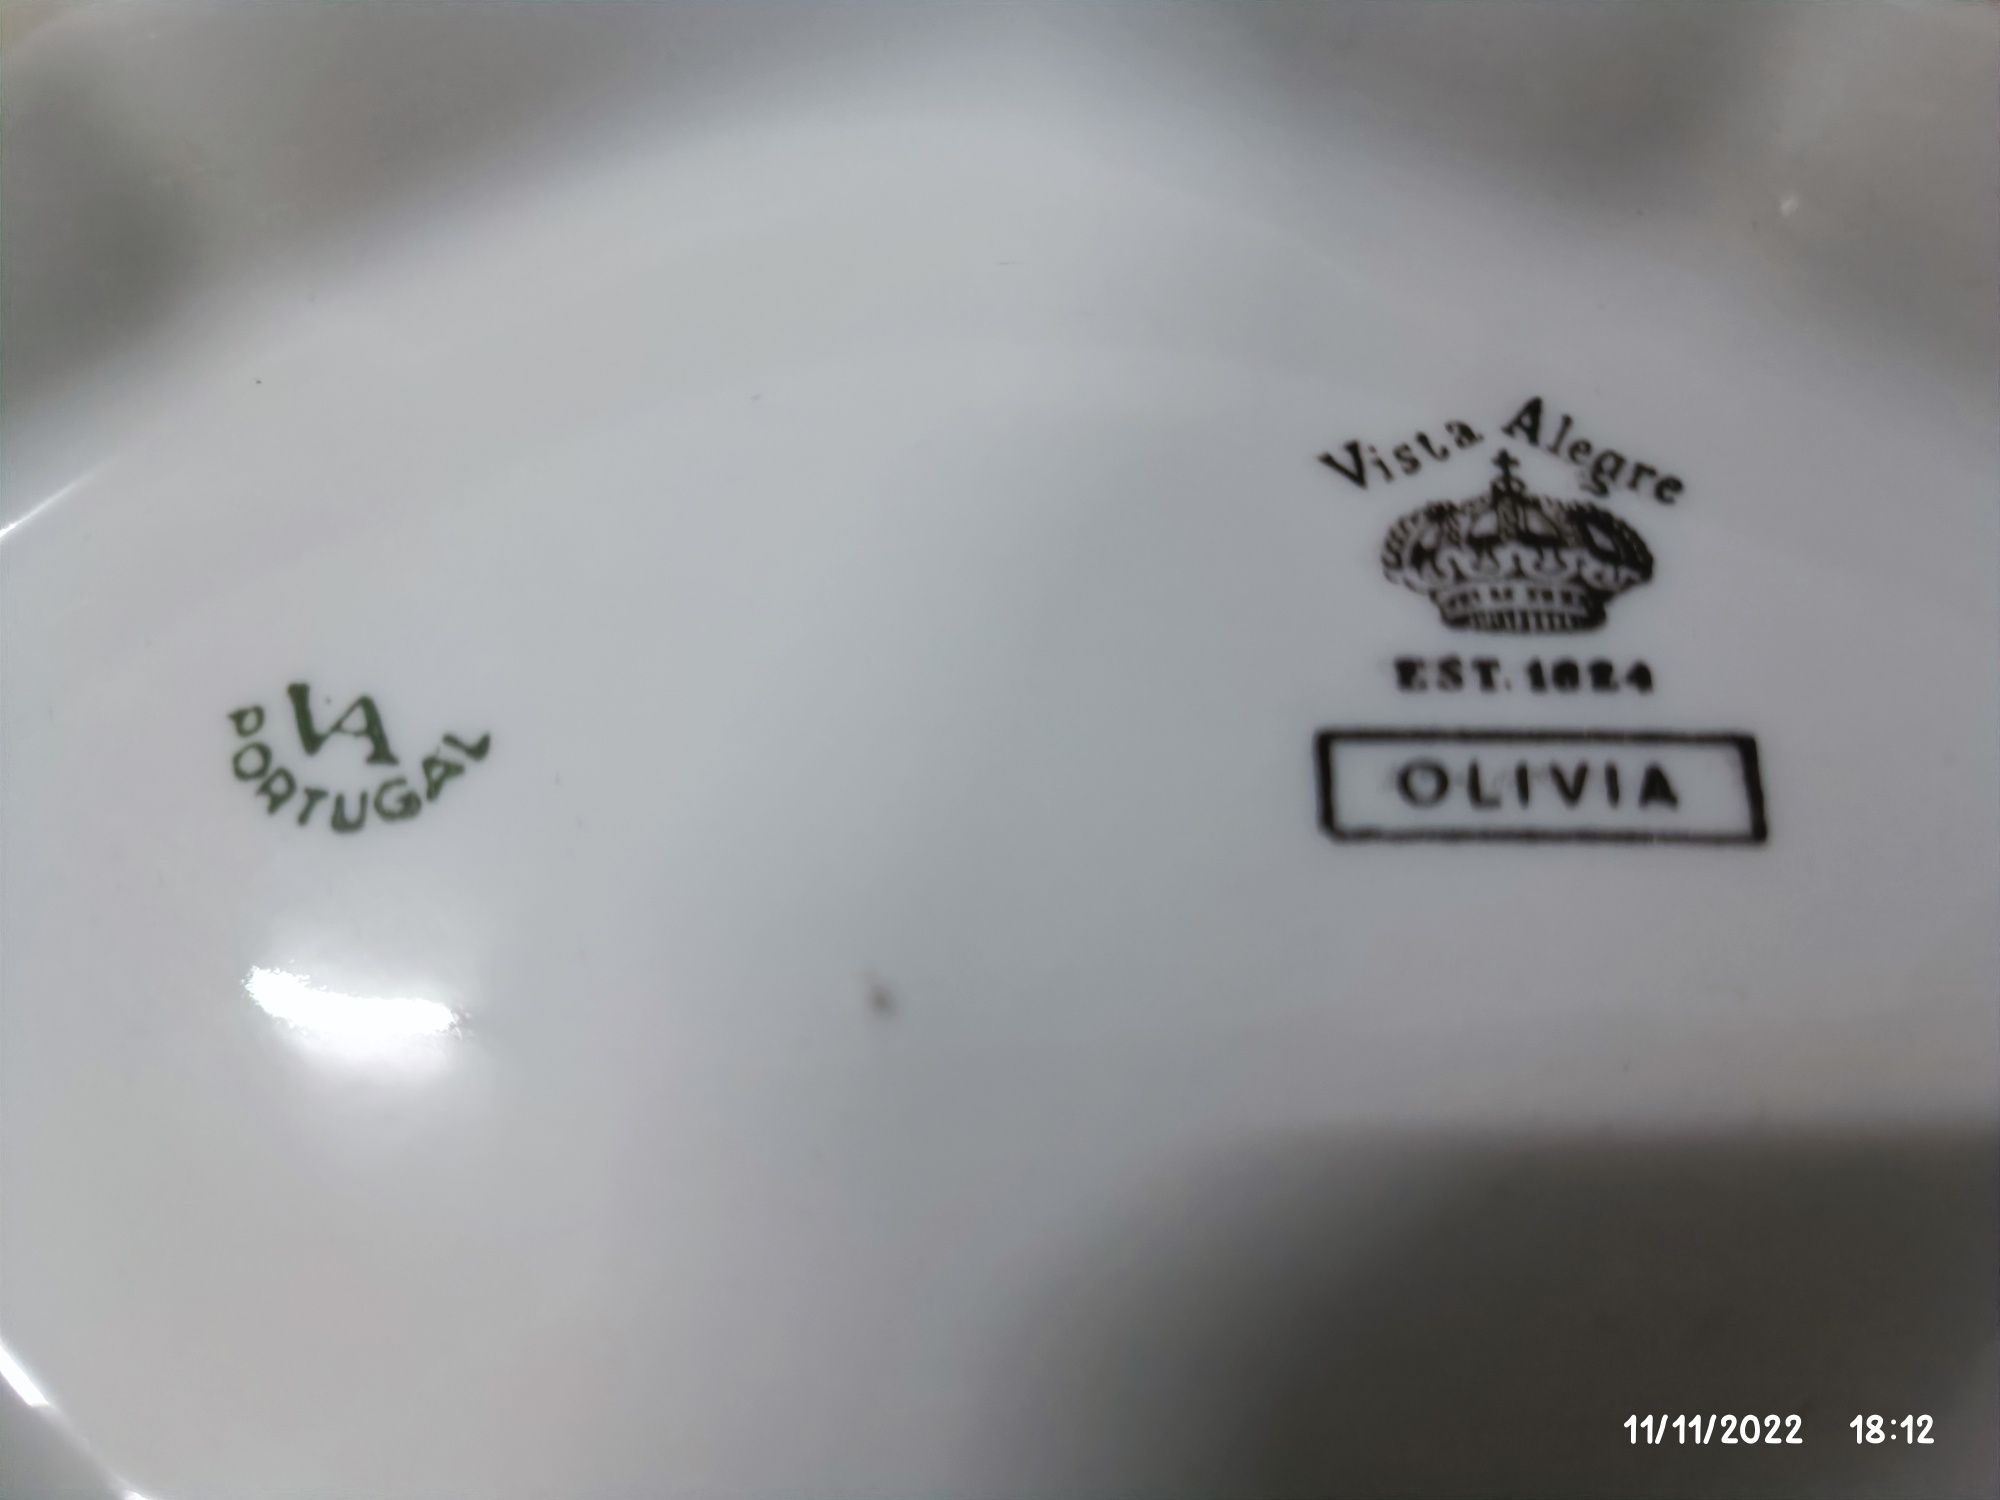 Vista Alegre
EST. 1824
OLIVIA
VA
PORTUGAL
11/11/2022 18:12